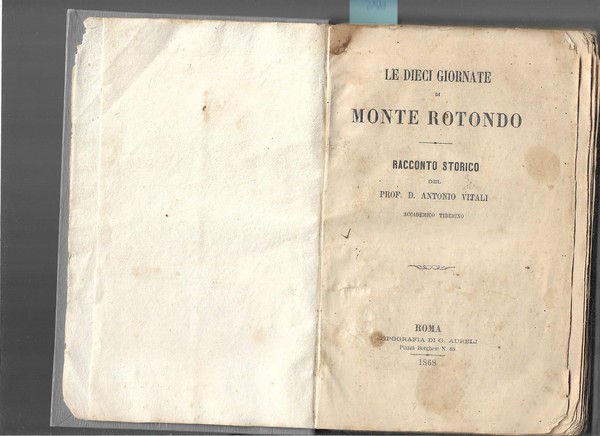 LE DIECI GIORNATE
DI
MONTE ROTONDO
RACCONTO STORICO
DEL
PROF. D. ANTONIO VITALI
ACCADEMICO TIBERINO
ROMA
TIPOGRAFIA DI G. AURELJ
Piazza Borghese N.
1868